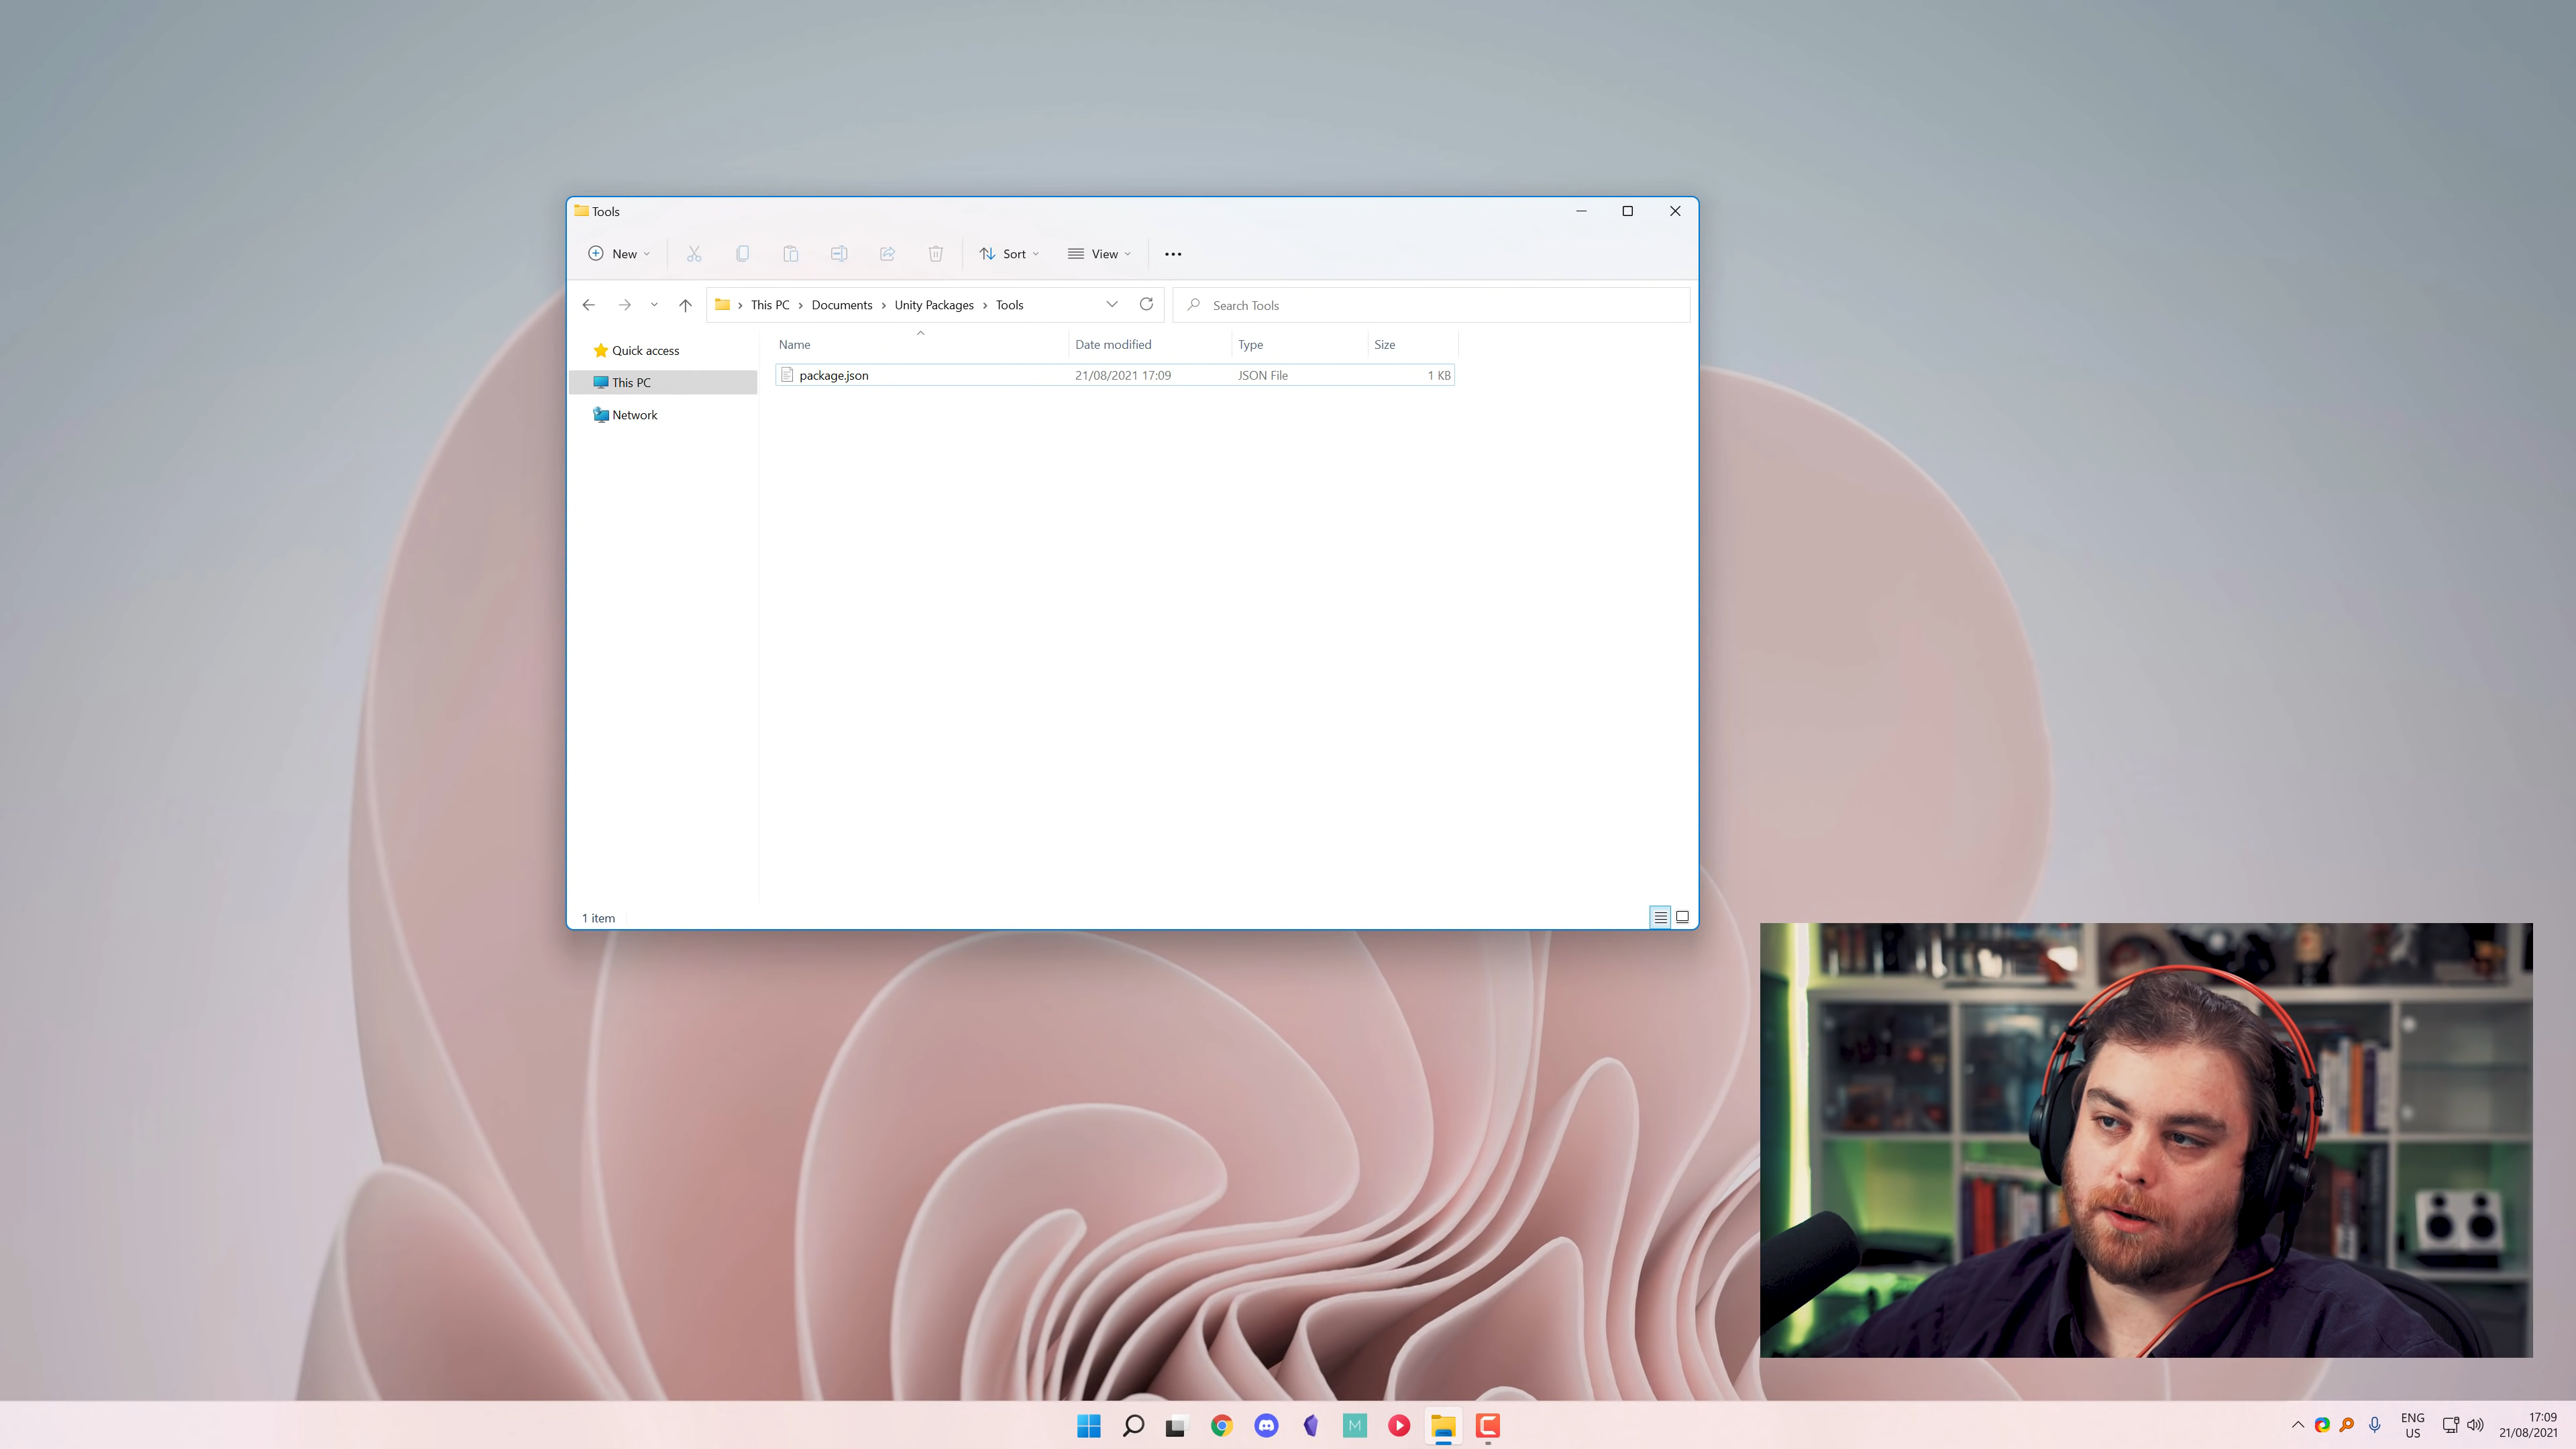 Tools
New
Sort
View
This PC > Documents > Unity Packages > Tools
Search Tools
Quick access
This PC
Network
Name
Date modified
Type
Size
package.json
21/08/2021 17:09
JSON File
1 KB
1 item
M
ENG
US
17:09
21/08/2021